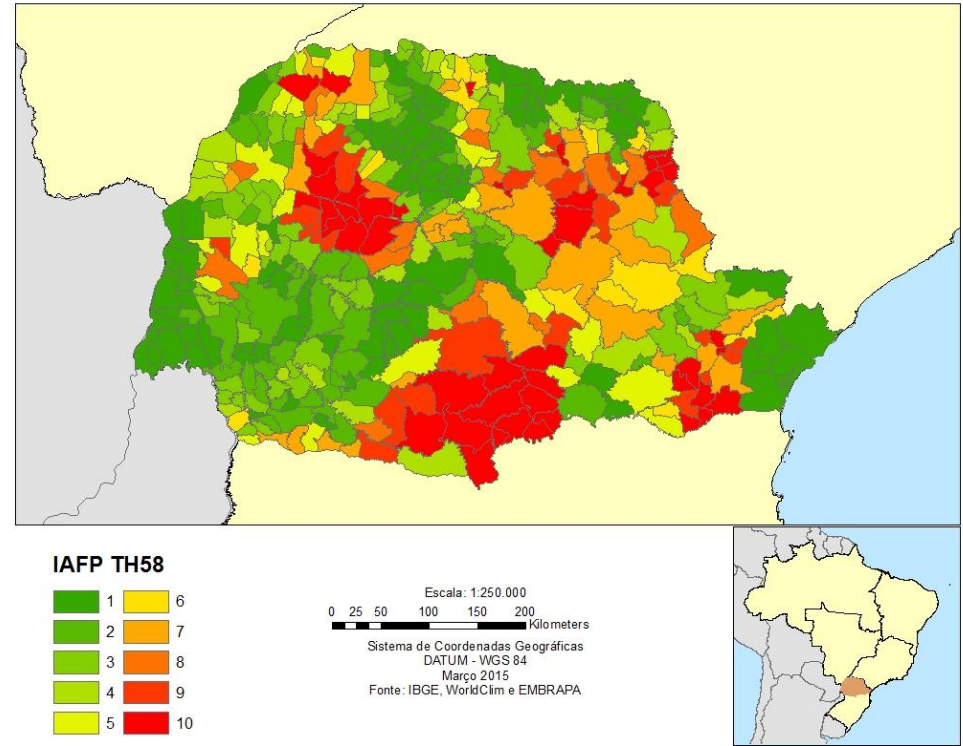 IAFP TH58
1 6
2 7
3 8
4 9
5 10
Escala: 1:250.000
0 25 50 100 150 200
Kilometers
Sistema de Coordenadas Geográficas
DATUM - WGS 84
Março 2015
Fonte: IBGE, WorldClim e EMBRAPA